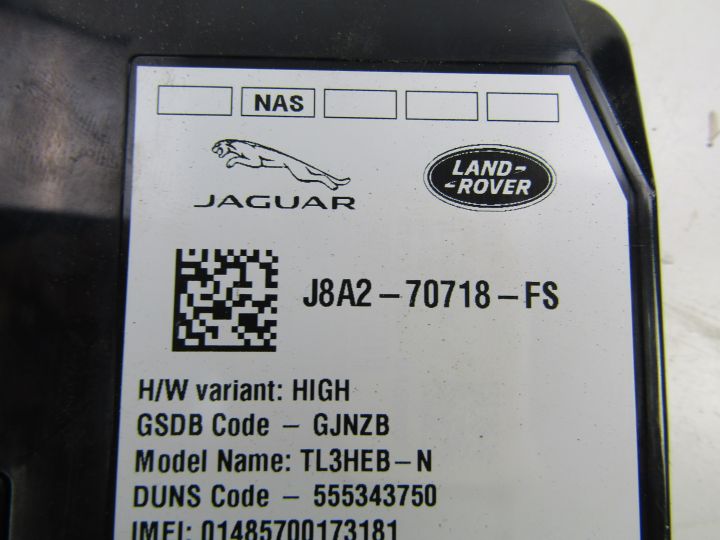 NAS
JAGUAR
LAND-
-ROVER
J8A2-70718-FS
H/W variant: HIGH
GSDB Code - GJNZB
Model Name: TL3HEB-N
DUNS Code - 555343750
IMEI: 01485700173181